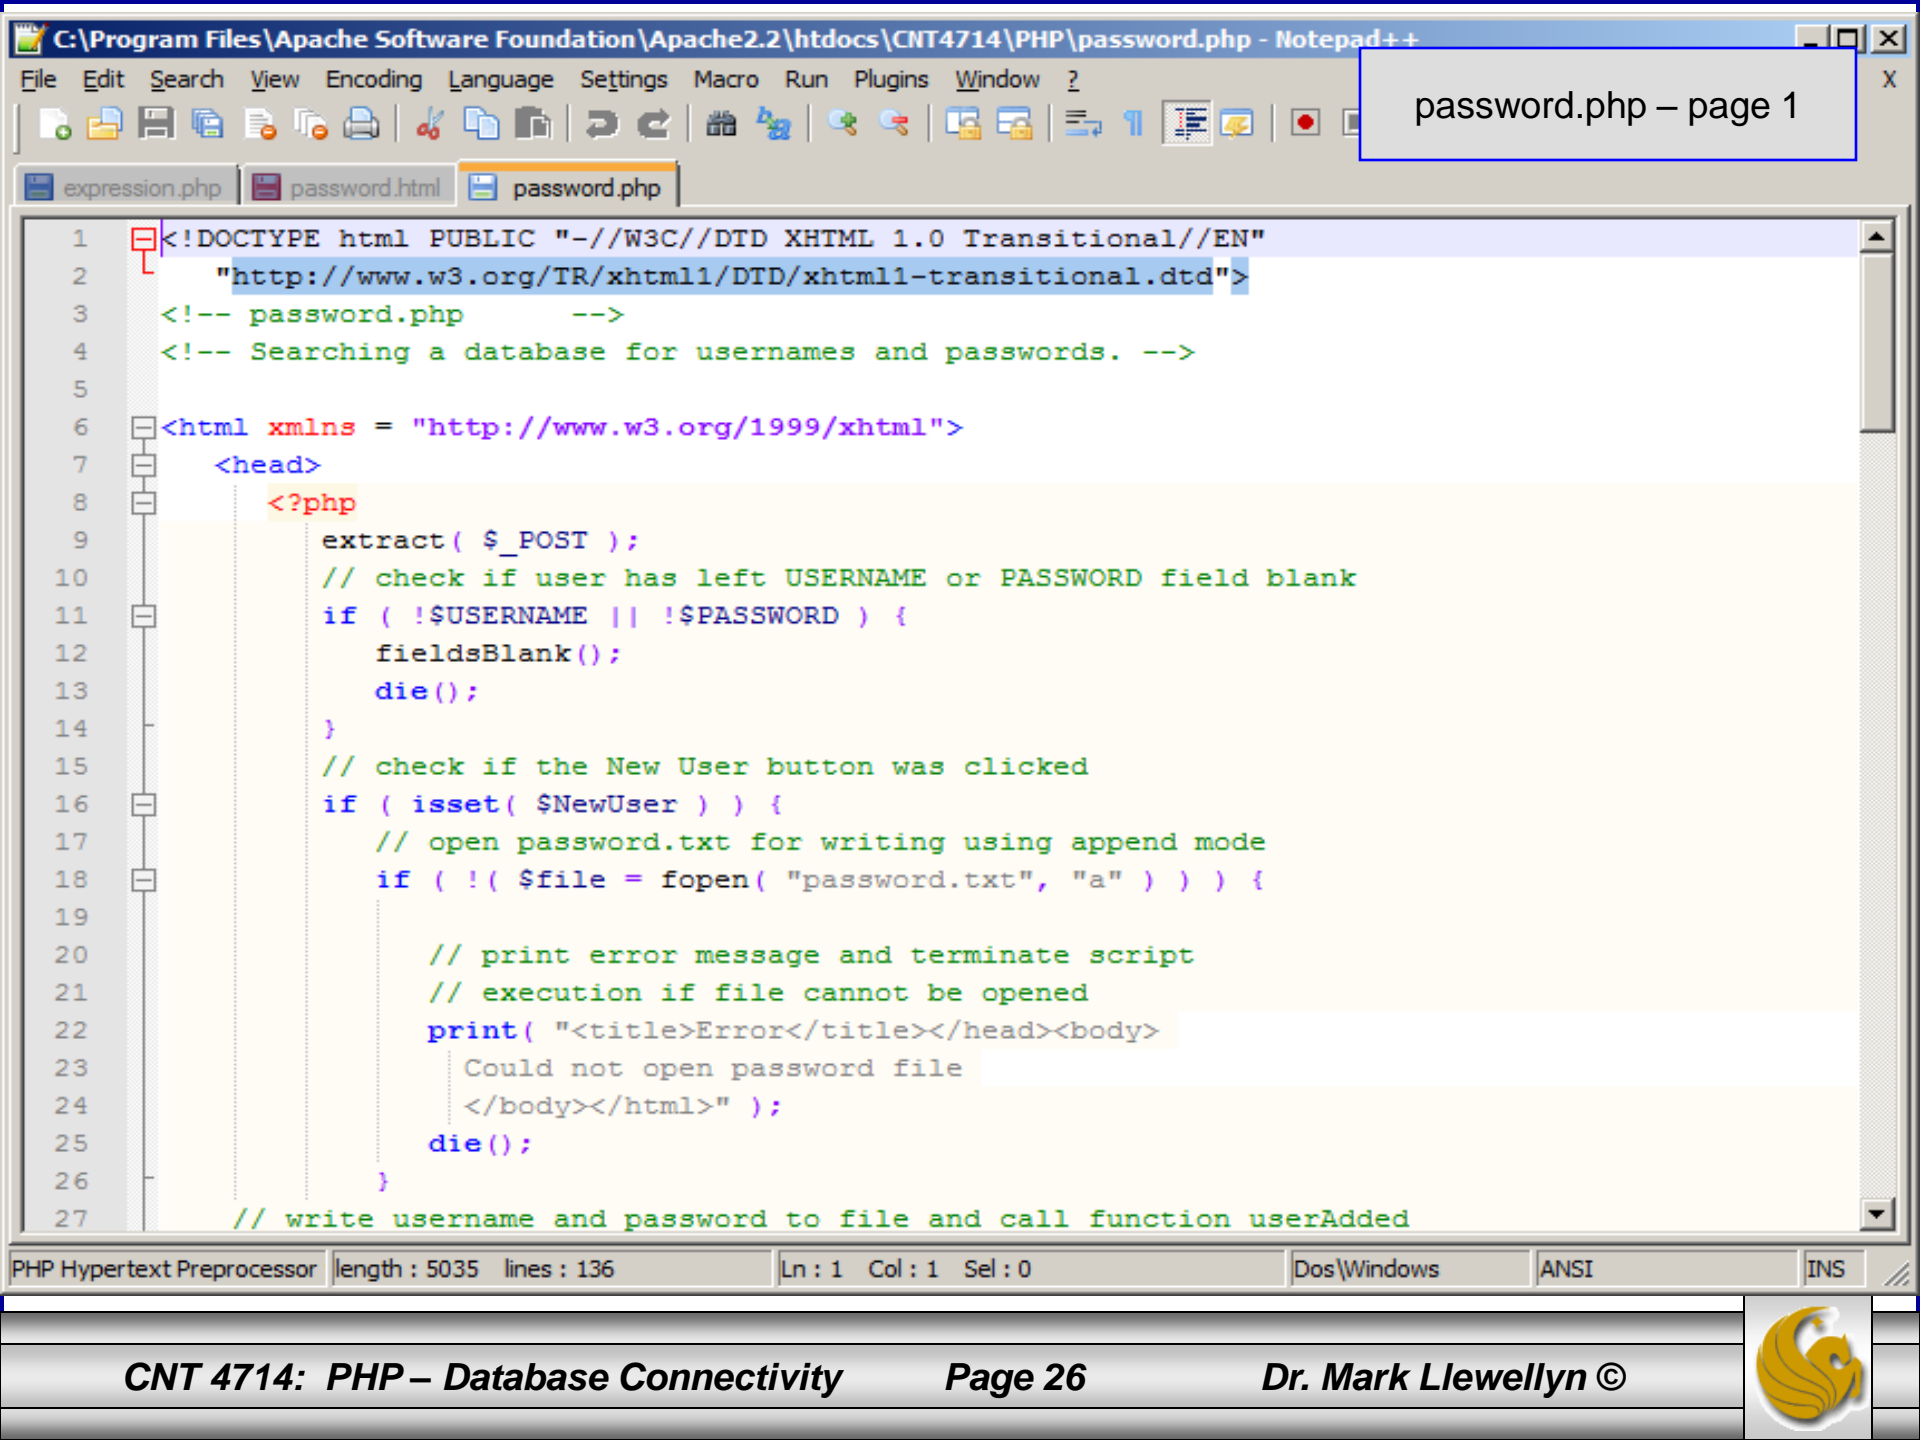 C:\Program Files\Apache Software Foundation\Apache2.2\htdocs\CNT4714\PHP\password.php - Notepad++
File Edit Search View Encoding Language Settings Macro Run Plugins Window ? X
password.php – page 1
expression.php password.html password.php
1 <!DOCTYPE html PUBLIC "-//W3C//DTD XHTML 1.0 Transitional//EN"
2 "http://www.w3.org/TR/xhtml1/DTD/xhtml1-transitional.dtd">
3 <!-- password.php      -->
4 <!-- Searching a database for usernames and passwords. -->
5
6 <html xmlns = "http://www.w3.org/1999/xhtml">
7 <head>
8 <?php
9 extract( $_POST );
10 // check if user has left USERNAME or PASSWORD field blank
11 if ( !$USERNAME || !$PASSWORD ) {
12 fieldsBlank();
13 die();
14 }
15 // check if the New User button was clicked
16 if ( isset( $NewUser ) ) {
17 // open password.txt for writing using append mode
18 if ( !( $file = fopen( "password.txt", "a" ) ) ) {
19
20 // print error message and terminate script
21 // execution if file cannot be opened
22 print( "<title>Error</title></head><body>
23 Could not open password file
24 </body></html>" );
25 die();
26 }
27 // write username and password to file and call function userAdded
PHP Hypertext Preprocessor length : 5035 lines : 136 Ln : 1 Col : 1 Sel : 0 Dos\Windows ANSI INS
CNT 4714: PHP – Database Connectivity Page 26 Dr. Mark Llewellyn ©